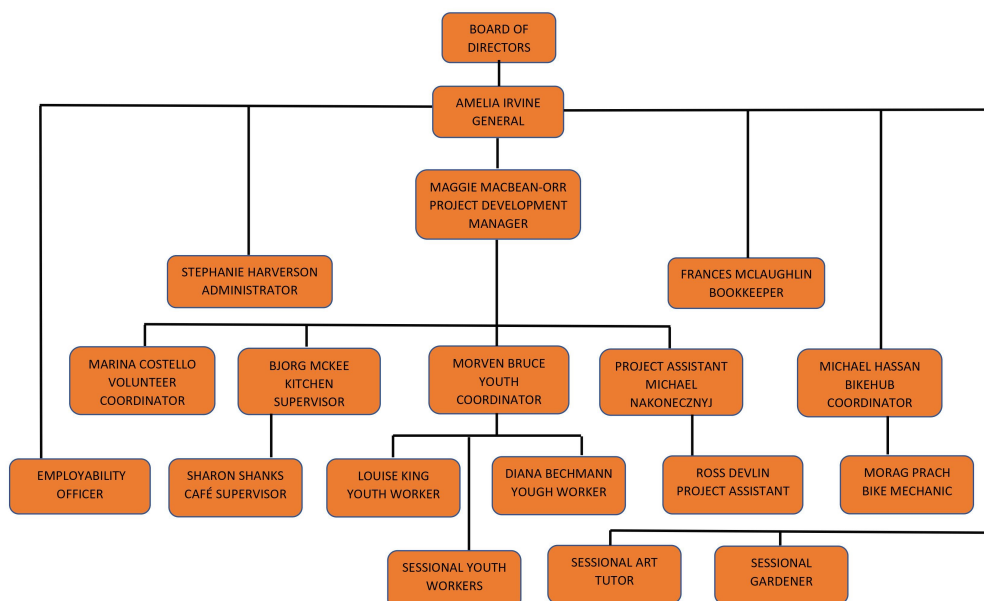 BOARD OF
DIRECTORS
AMELIA IRVINE
GENERAL
MAGGIE MACBEAN-ORR
PROJECT DEVELOPMENT
MANAGER
STEPHANIE HARVERSON
ADMINISTRATOR
FRANCES MCLAUGHLIN
BOOKKEEPER
MARINA COSTELLO
VOLUNTEER
COORDINATOR
BJORG MCKEE
KITCHEN
SUPERVISOR
MORVEN BRUCE
YOUTH
COORDINATOR
PROJECT ASSISTANT
MICHAEL
NAKONECZNYJ
MICHAEL HASSAN
BIKEHUB
COORDINATOR
EMPLOYABILITY
OFFICER
SHARON SHANKS
CAFÉ SUPERVISOR
LOUISE KING
YOUTH WORKER
DIANA BECHMANN
YOUGH WORKER
ROSS DEVLIN
PROJECT ASSISTANT
MORAG PRACH
BIKE MECHANIC
SESSIONAL YOUTH
WORKERS
SESSIONAL ART
TUTOR
SESSIONAL
GARDENER